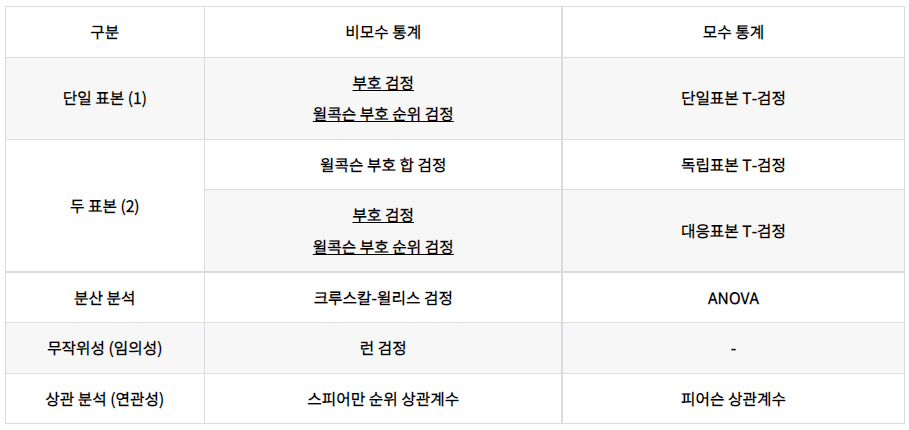 구분 비모수 통계 모수 통계
단일 표본 (1) 부호 검정 단일표본 T-검정
윌콕슨 부호 순위 검정
두 표본 (2) 윌콕슨 부호 합 검정 독립표본 T-검정
부호 검정 대응표본 T-검정
윌콕슨 부호 순위 검정
분산 분석 크루스칼-윌리스 검정 ANOVA
무작위성 (임의성) 런 검정 -
상관 분석 (연관성) 스피어만 순위 상관계수 피어슨 상관계수